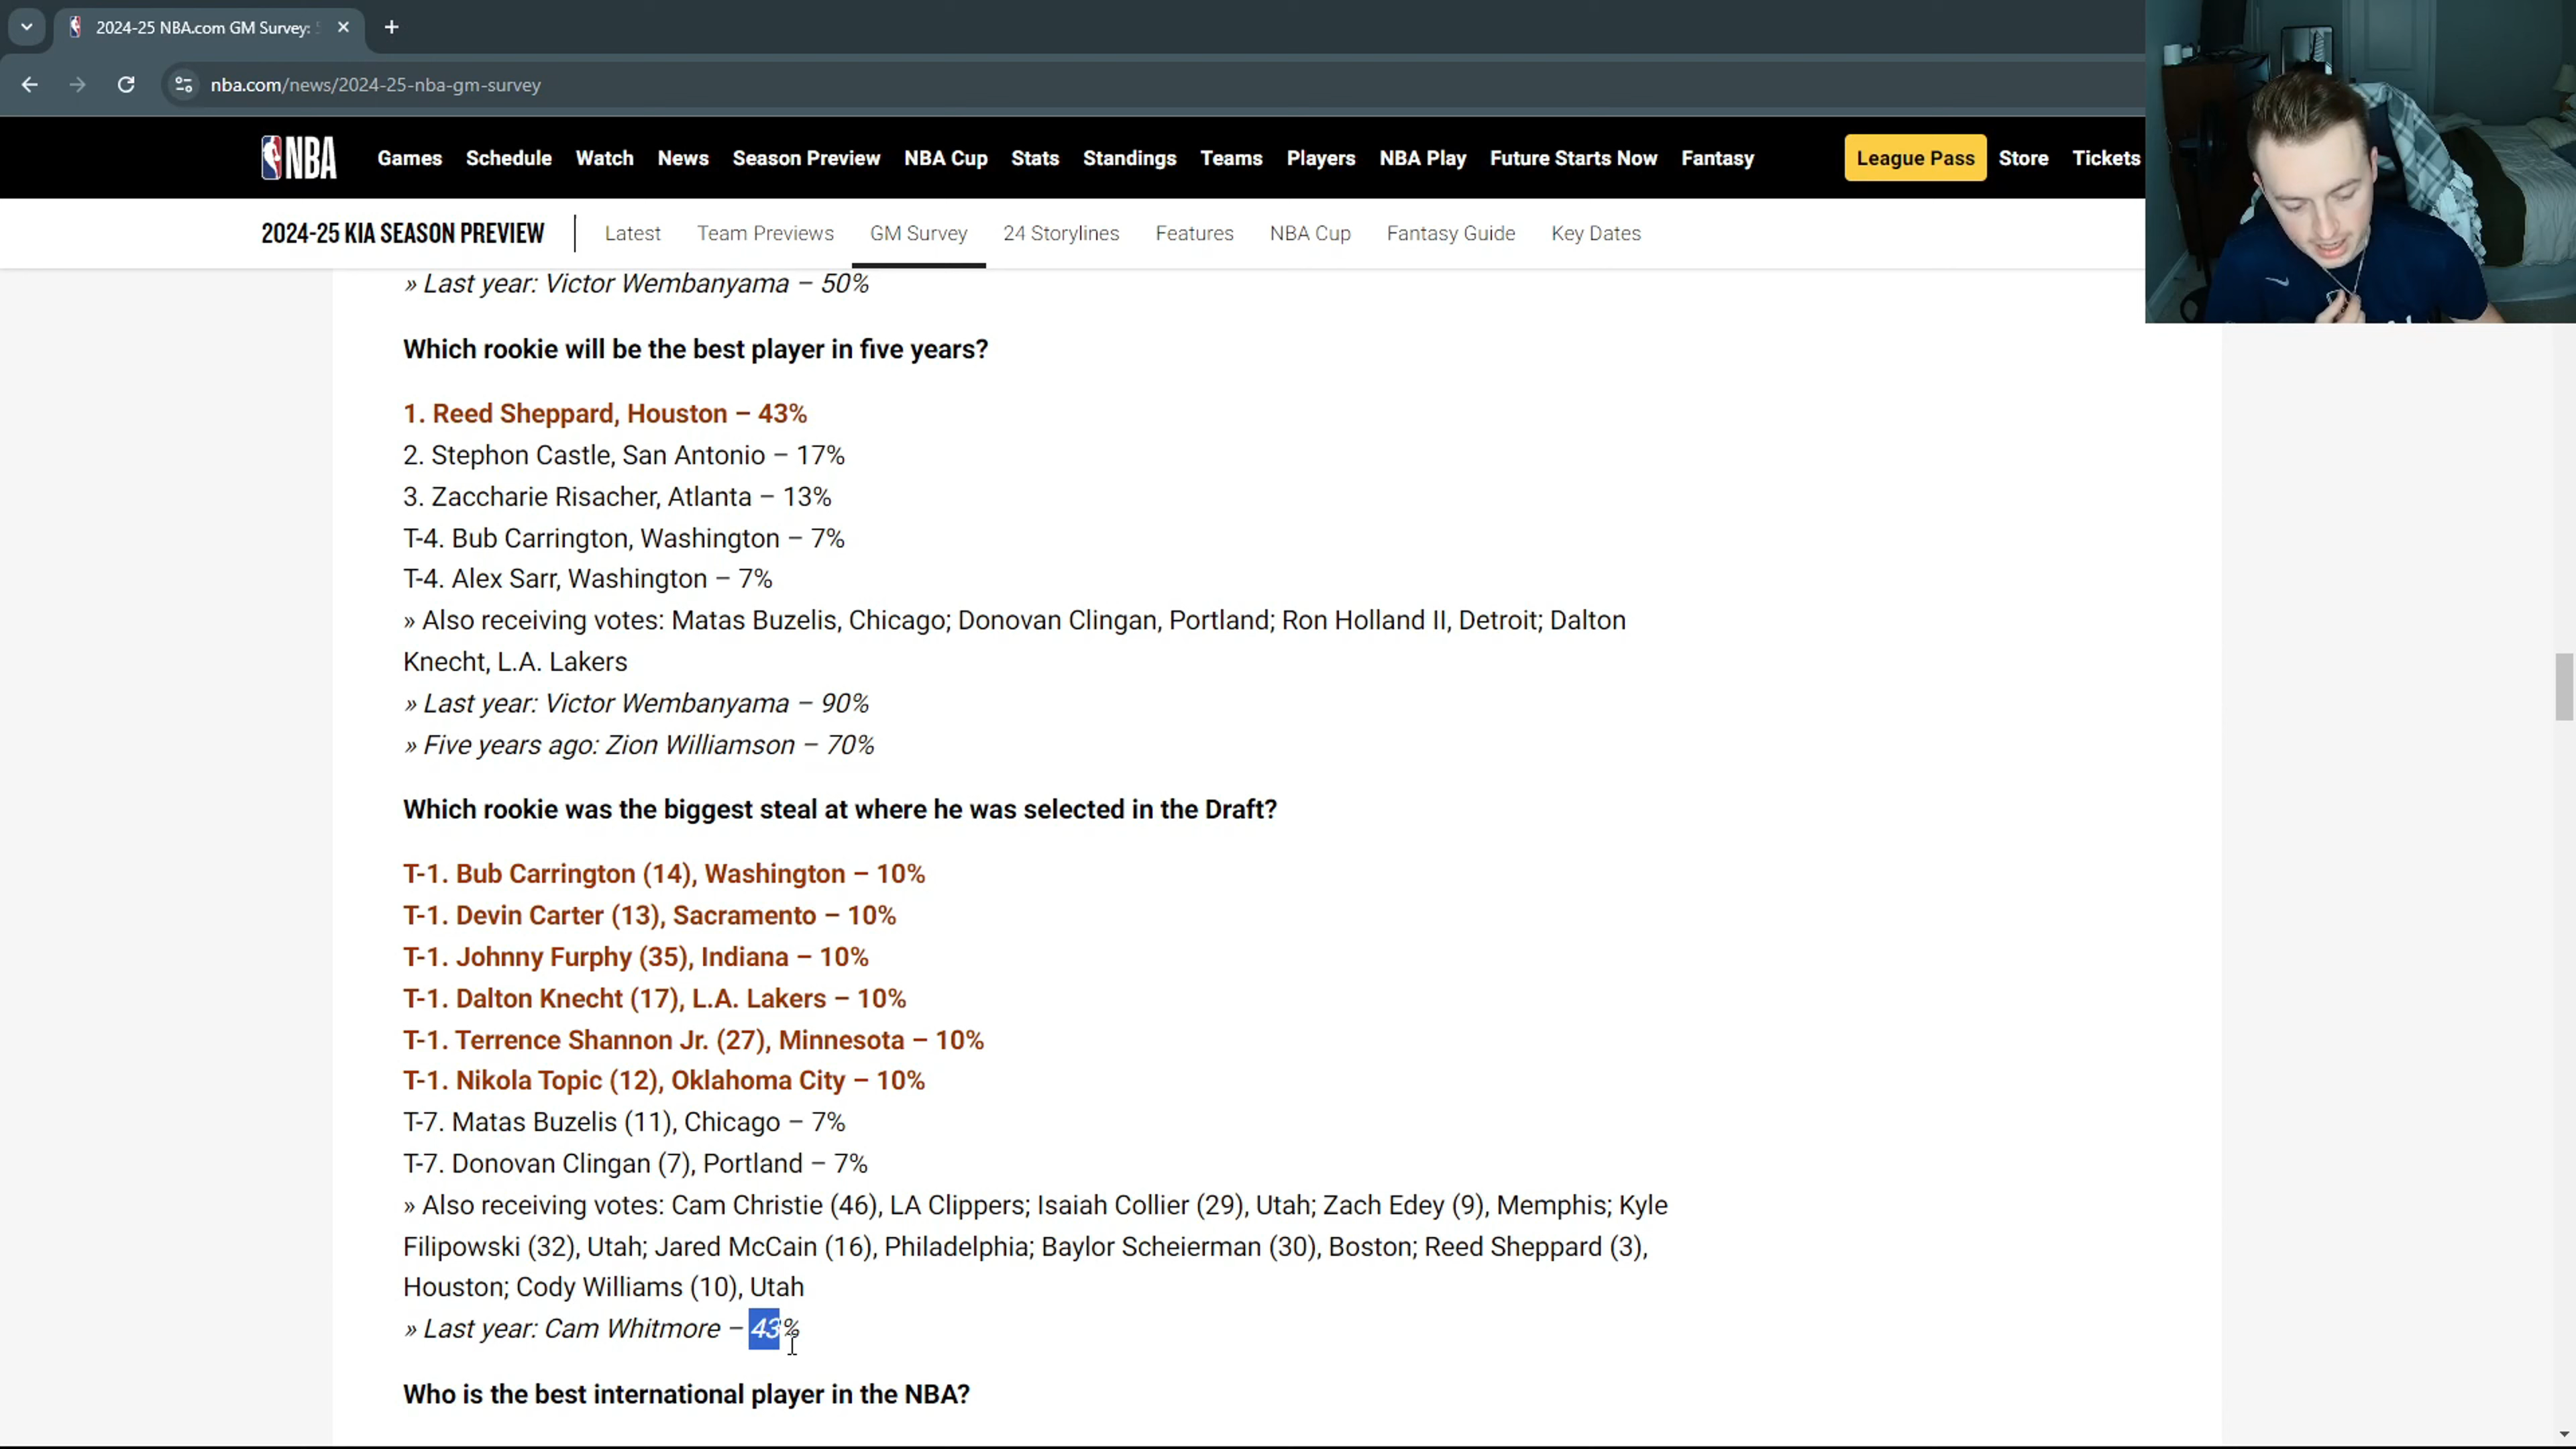 2024-25 NBA.com GM Survey:
nba.com/news/2024-25-nba-gm-survey
NBA Games Schedule Watch News Season Preview NBA Cup Stats Standings Teams Players NBA Play Future Starts Now Fantasy League Pass Store Tickets
2024-25 KIA SEASON PREVIEW Latest Team Previews GM Survey 24 Storylines Features NBA Cup Fantasy Guide Key Dates
» Last year: Victor Wembanyama – 50%
Which rookie will be the best player in five years?
1. Reed Sheppard, Houston – 43%
2. Stephon Castle, San Antonio – 17%
3. Zaccharie Risacher, Atlanta – 13%
T-4. Bub Carrington, Washington – 7%
T-4. Alex Sarr, Washington – 7%
» Also receiving votes: Matas Buzelis, Chicago; Donovan Clingan, Portland; Ron Holland II, Detroit; Dalton
Knecht, L.A. Lakers
» Last year: Victor Wembanyama – 90%
» Five years ago: Zion Williamson – 70%
Which rookie was the biggest steal at where he was selected in the Draft?
T-1. Bub Carrington (14), Washington – 10%
T-1. Devin Carter (13), Sacramento – 10%
T-1. Johnny Furphy (35), Indiana – 10%
T-1. Dalton Knecht (17), L.A. Lakers – 10%
T-1. Terrence Shannon Jr. (27), Minnesota – 10%
T-1. Nikola Topic (12), Oklahoma City – 10%
T-7. Matas Buzelis (11), Chicago – 7%
T-7. Donovan Clingan (7), Portland – 7%
» Also receiving votes: Cam Christie (46), LA Clippers; Isaiah Collier (29), Utah; Zach Edey (9), Memphis; Kyle
Filipowski (32), Utah; Jared McCain (16), Philadelphia; Baylor Scheierman (30), Boston; Reed Sheppard (3),
Houston; Cody Williams (10), Utah
» Last year: Cam Whitmore – 43%
Who is the best international player in the NBA?